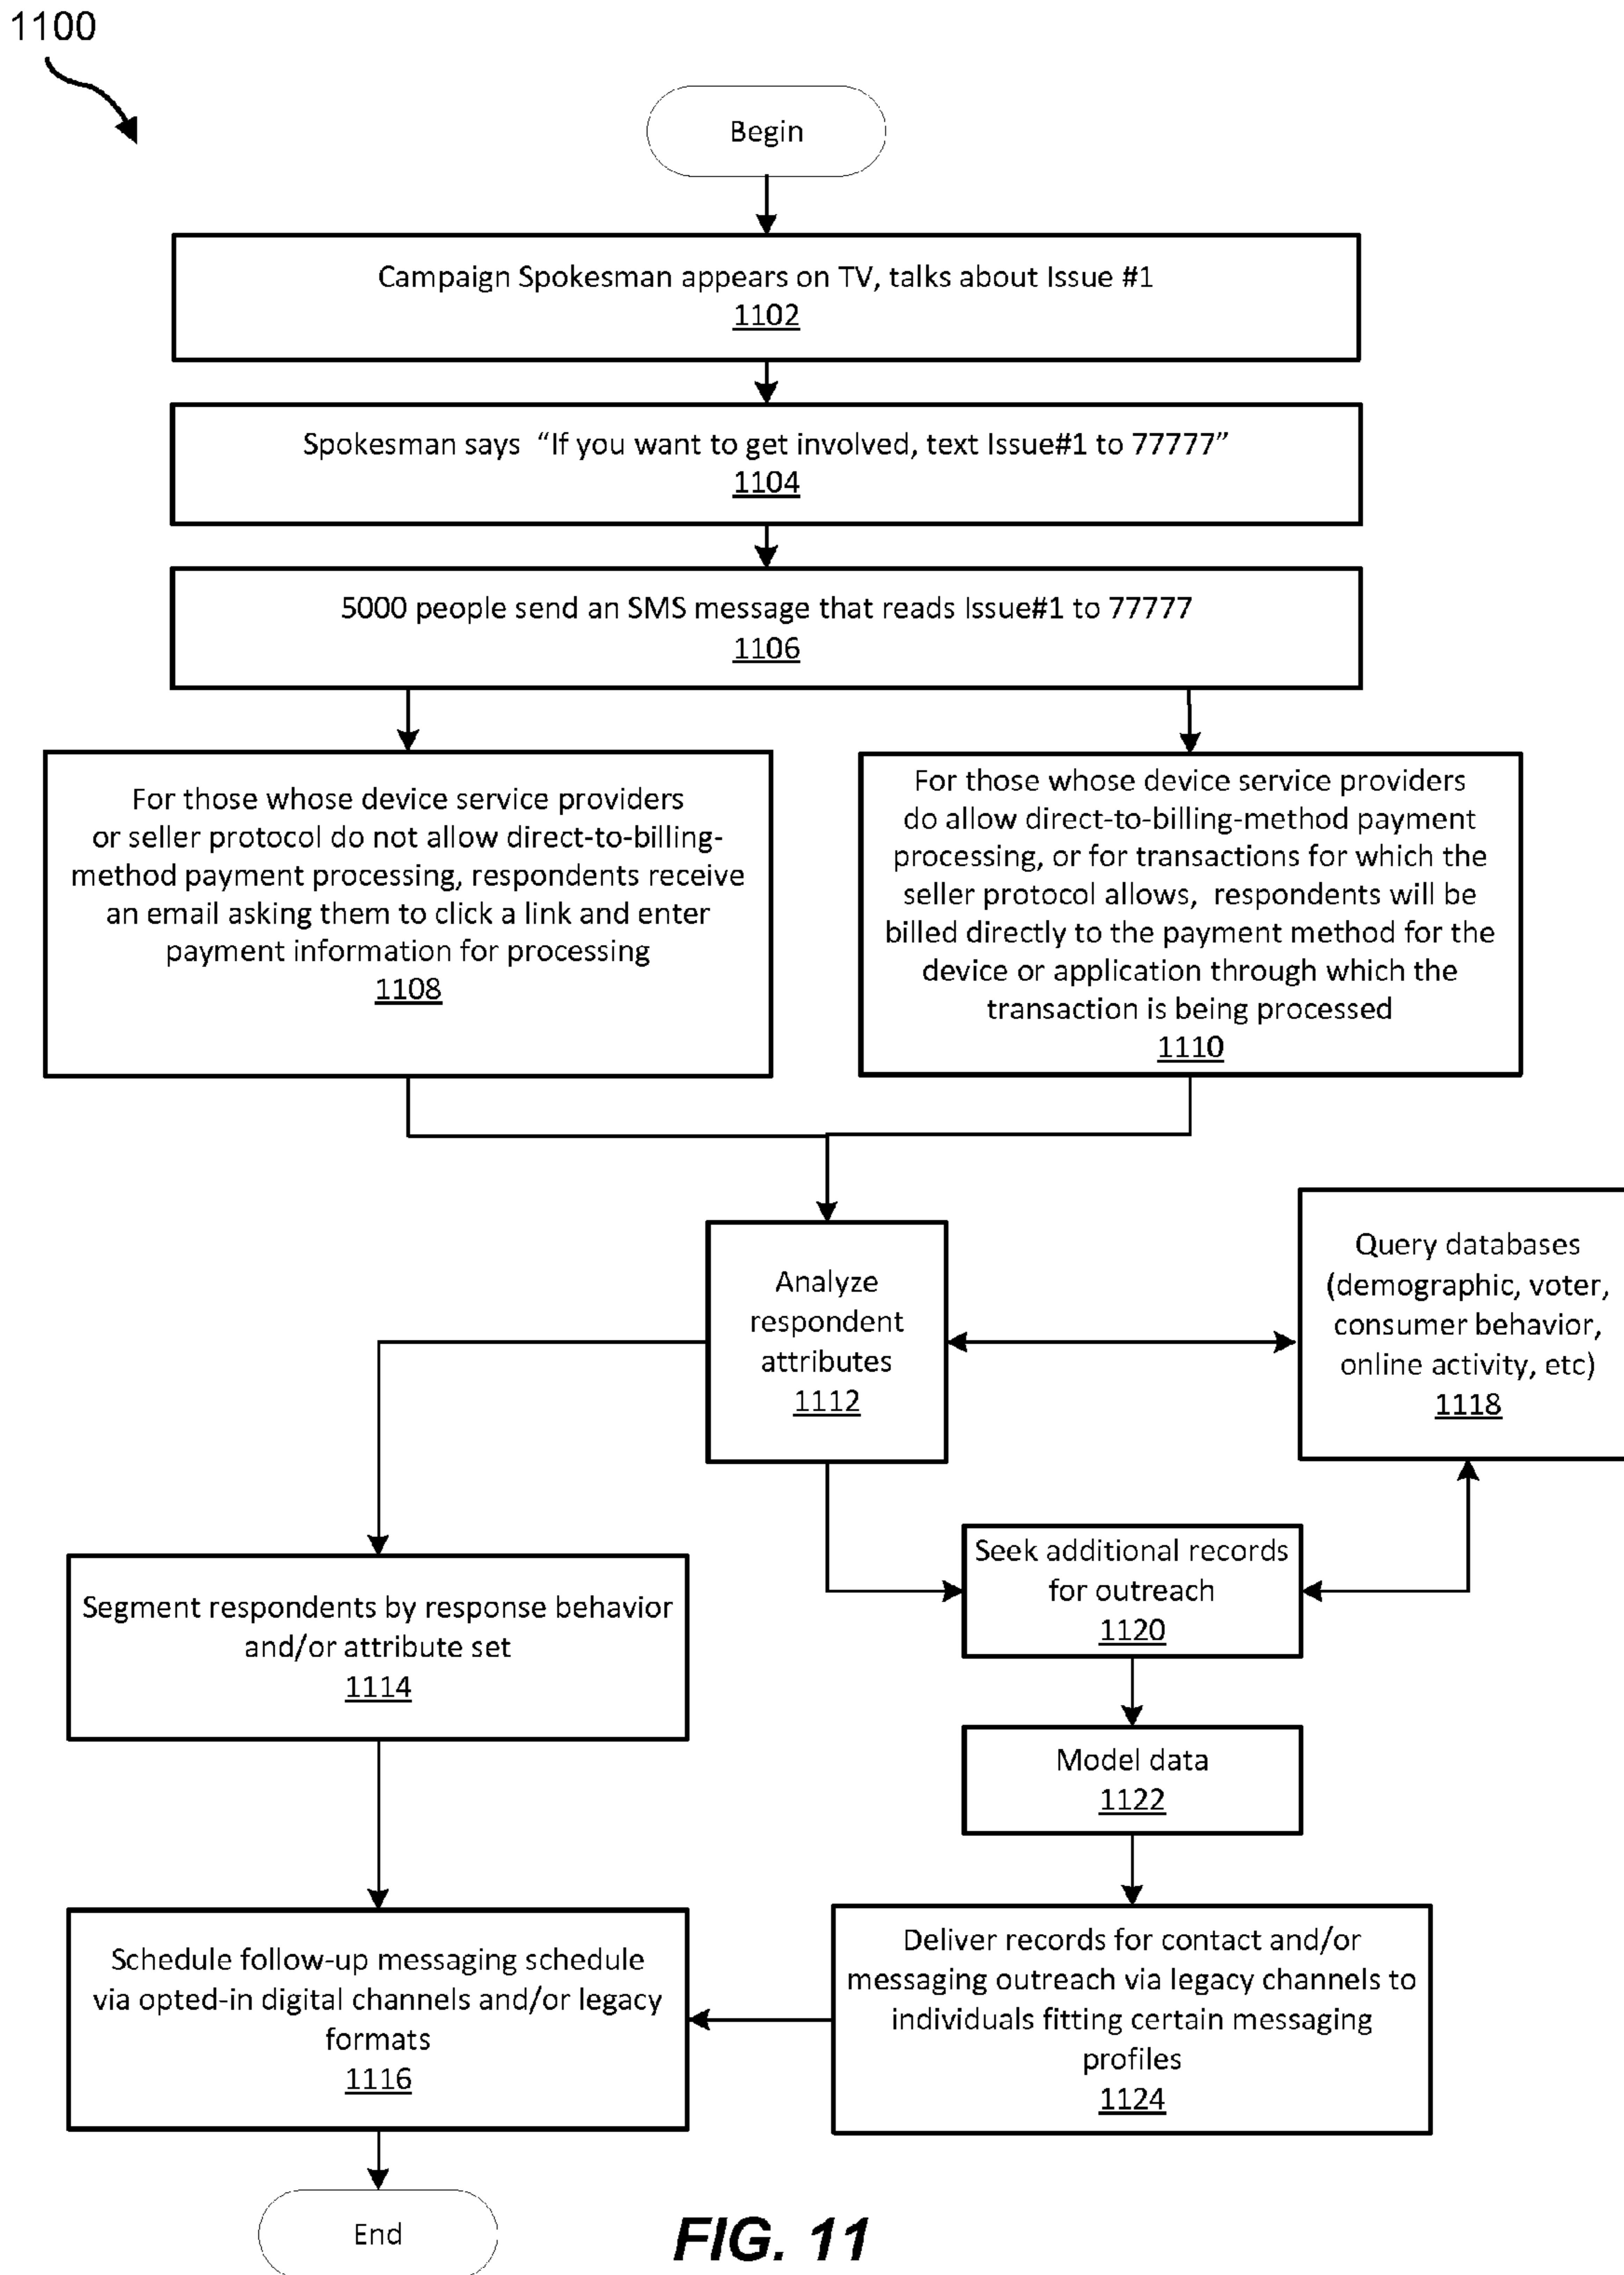 1100
Begin
Campaign Spokesman appears on TV, talks about Issue #1
1102
Spokesman says “If you want to get involved, text Issue#1 to 77777”
1104
5000 people send an SMS message that reads Issue#1 to 77777
1106
For those whose device service providers
or seller protocol do not allow direct-to-billing-
method payment processing, respondents receive
an email asking them to click a link and enter
payment information for processing
1108
For those whose device service providers
do allow direct-to-billing-method payment
processing, or for transactions for which the
seller protocol allows, respondents will be
billed directly to the payment method for the
device or application through which the
transaction is being processed
1110
Analyze
respondent
attributes
1112
Query databases
(demographic, voter,
consumer behavior,
online activity, etc)
1118
Segment respondents by response behavior
and/or attribute set
1114
Seek additional records
for outreach
1120
Model data
1122
Schedule follow-up messaging schedule
via opted-in digital channels and/or legacy
formats
1116
Deliver records for contact and/or
messaging outreach via legacy channels to
individuals fitting certain messaging
profiles
1124
End
FIG. 11